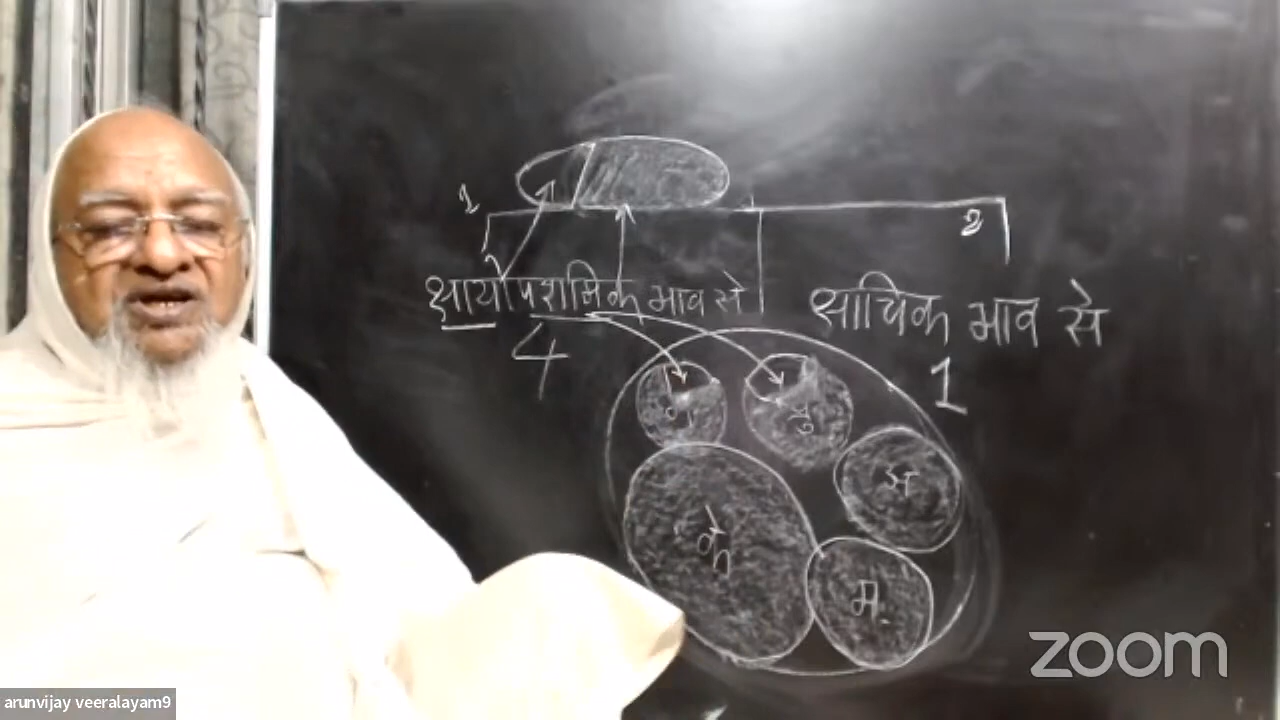 1
2
क्षायोपशमिक भाव से
क्षायिक भाव से
4
1
श्रु
अ
के
म.
zoom
arunvijay veeralayam9